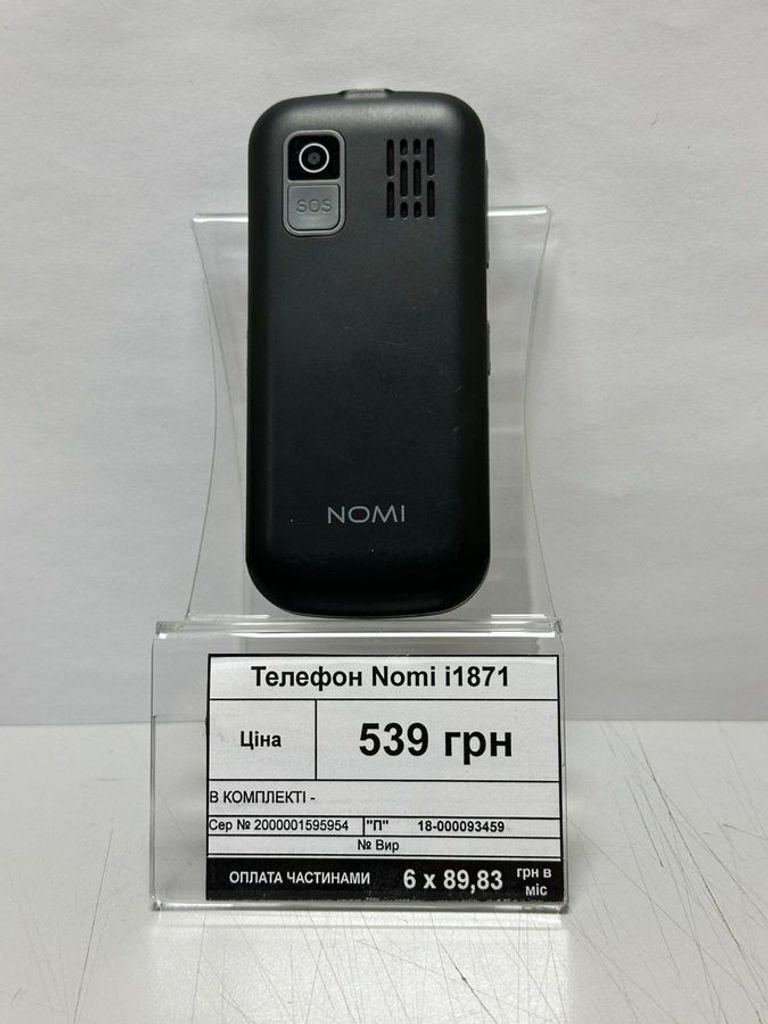 SOS
NOMI
Телефон Nomi i1871
Ціна 539 грн
В КОМПЛЕКТІ -
Сер № 2000001595954 "П" 18-000093459
№ Вир
ОПЛАТА ЧАСТИНАМИ 6 x 89,83 грн в
міс